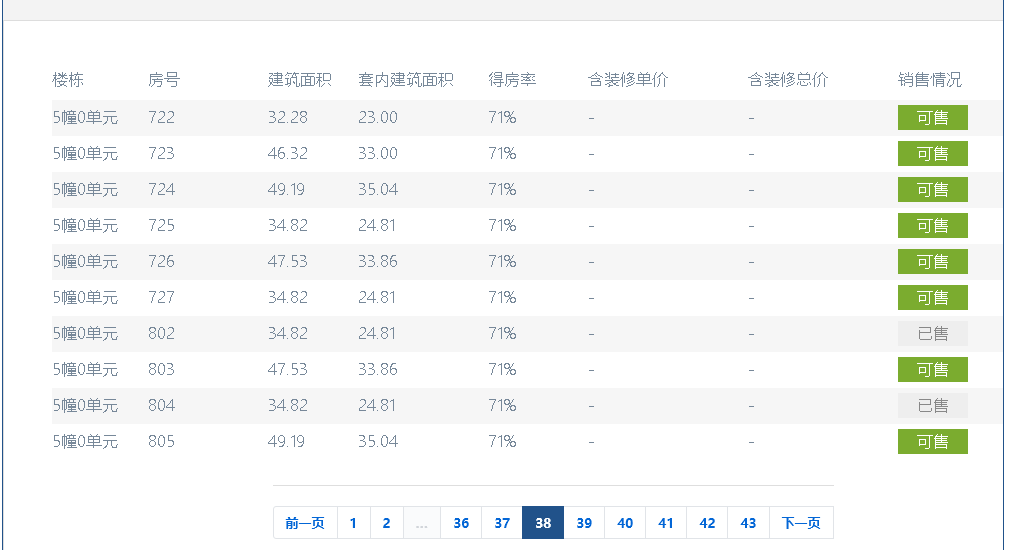 楼栋 房号 建筑面积 套内建筑面积 得房率 含装修单价 含装修总价 销售情况
5幢0单元 722 32.28 23.00 71% - - 可售
5幢0单元 723 46.32 33.00 71% - - 可售
5幢0单元 724 49.19 35.04 71% - - 可售
5幢0单元 725 34.82 24.81 71% - - 可售
5幢0单元 726 47.53 33.86 71% - - 可售
5幢0单元 727 34.82 24.81 71% - - 可售
5幢0单元 802 34.82 24.81 71% - - 已售
5幢0单元 803 47.53 33.86 71% - - 可售
5幢0单元 804 34.82 24.81 71% - - 已售
5幢0单元 805 49.19 35.04 71% - - 可售
前一页 1 2 ... 36 37 38 39 40 41 42 43 下一页